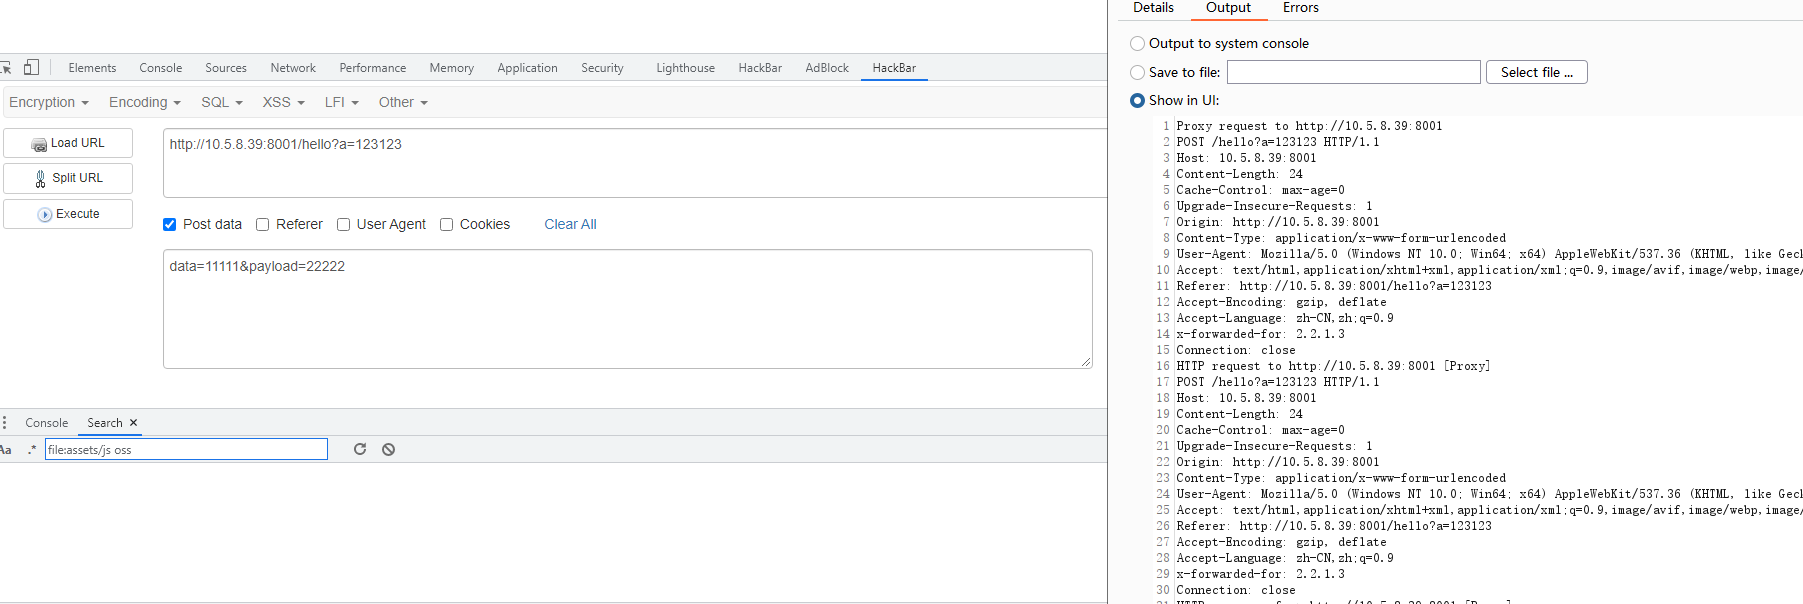 Elements Console Sources Network Performance Memory Application Security Lighthouse HackBar AdBlock HackBar
Encryption Encoding SQL XSS LFI Other
Load URL
http://10.5.8.39:8001/hello?a=123123
Split URL
Execute
Post data Referer User Agent Cookies Clear All
data=11111&payload=22222
Console Search ×
Aa .* file:assets/js oss
Details Output Errors
Output to system console
Save to file: Select file ...
Show in UI:
1 Proxy request to http://10.5.8.39:8001
2 POST /hello?a=123123 HTTP/1.1
3 Host: 10.5.8.39:8001
4 Content-Length: 24
5 Cache-Control: max-age=0
6 Upgrade-Insecure-Requests: 1
7 Origin: http://10.5.8.39:8001
8 Content-Type: application/x-www-form-urlencoded
9 User-Agent: Mozilla/5.0 (Windows NT 10.0; Win64; x64) AppleWebKit/537.36 (KHTML, like Geck
10 Accept: text/html,application/xhtml+xml,application/xml;q=0.9,image/avif,image/webp,image/
11 Referer: http://10.5.8.39:8001/hello?a=123123
12 Accept-Encoding: gzip, deflate
13 Accept-Language: zh-CN,zh;q=0.9
14 x-forwarded-for: 2.2.1.3
15 Connection: close
16 HTTP request to http://10.5.8.39:8001 [Proxy]
17 POST /hello?a=123123 HTTP/1.1
18 Host: 10.5.8.39:8001
19 Content-Length: 24
20 Cache-Control: max-age=0
21 Upgrade-Insecure-Requests: 1
22 Origin: http://10.5.8.39:8001
23 Content-Type: application/x-www-form-urlencoded
24 User-Agent: Mozilla/5.0 (Windows NT 10.0; Win64; x64) AppleWebKit/537.36 (KHTML, like Geck
25 Accept: text/html,application/xhtml+xml,application/xml;q=0.9,image/avif,image/webp,image/
26 Referer: http://10.5.8.39:8001/hello?a=123123
27 Accept-Encoding: gzip, deflate
28 Accept-Language: zh-CN,zh;q=0.9
29 x-forwarded-for: 2.2.1.3
30 Connection: close